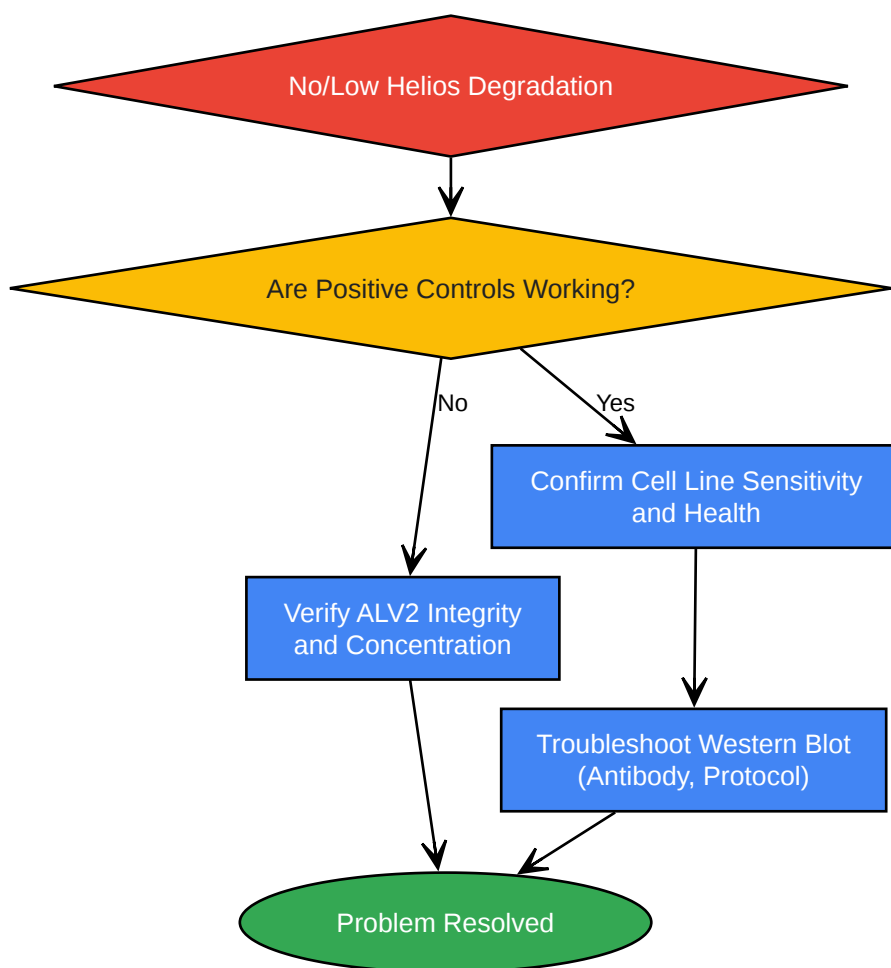 No/Low Helios Degradation
Are Positive Controls Working?
No
Yes
Confirm Cell Line Sensitivity
and Health
Verify ALV2 Integrity
and Concentration
Troubleshoot Western Blot
(Antibody, Protocol)
Problem Resolved